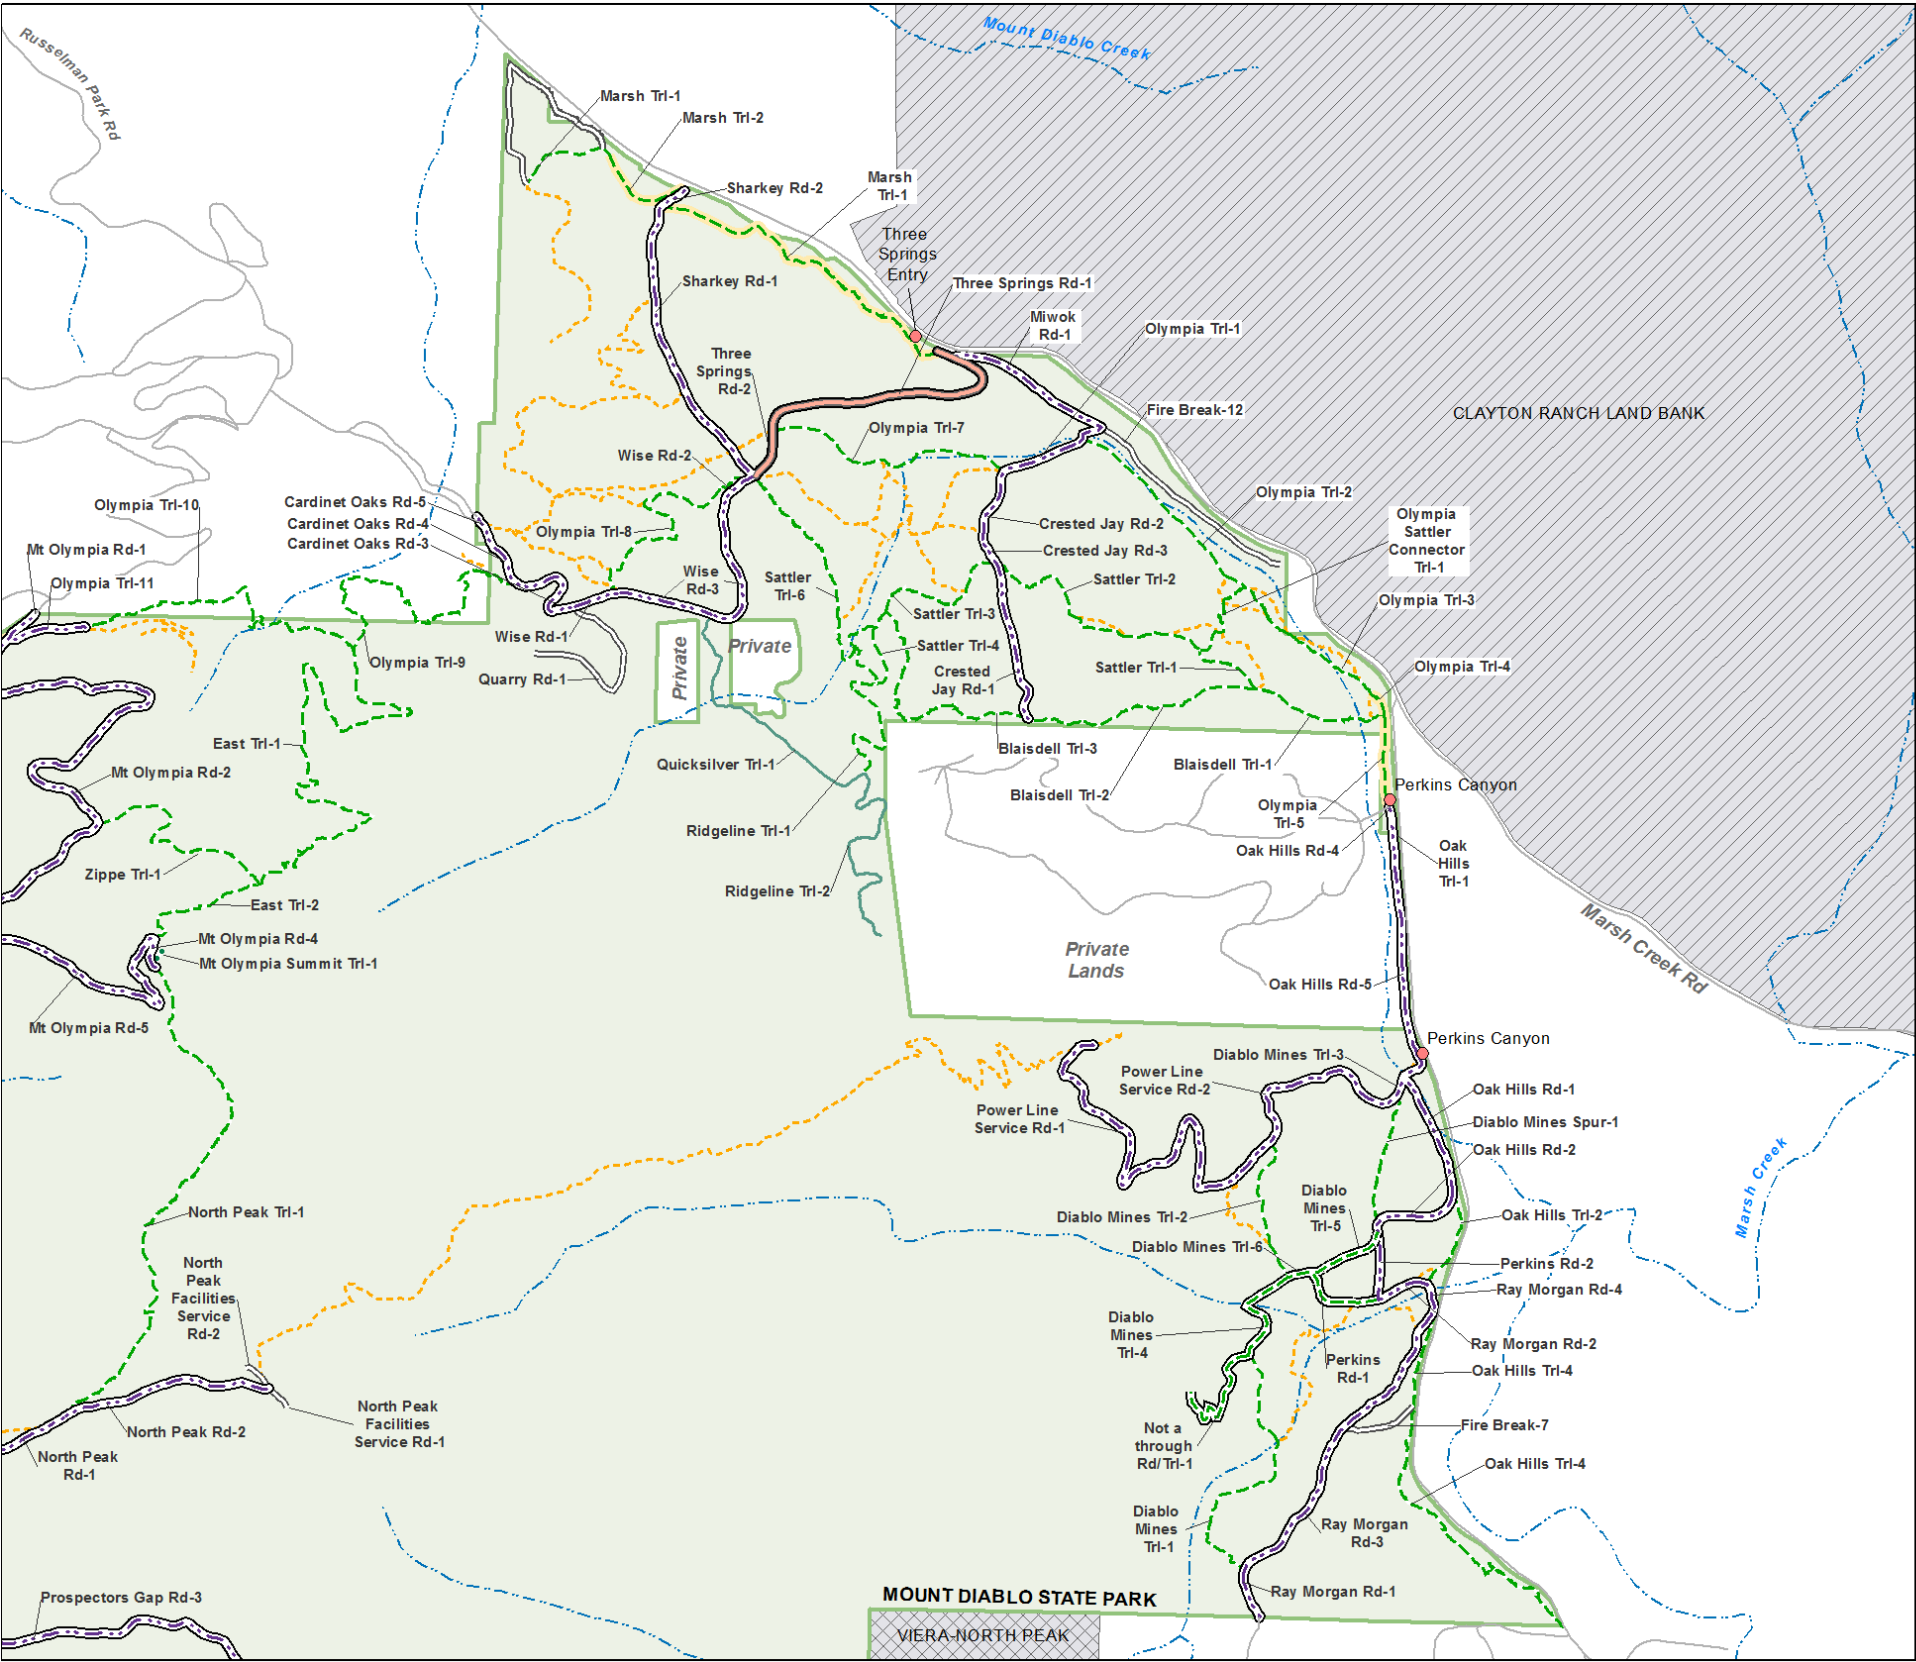 Russelman Park Rd
Mount Diablo Creek
Marsh Trl-1
Marsh Trl-2
Sharkey Rd-2
Marsh
Trl-1
Three
Springs
Entry
Sharkey Rd-1
Three Springs Rd-1
Miwok
Rd-1
Olympia Trl-1
Three
Springs
Rd-2
Fire Break-12
CLAYTON RANCH LAND BANK
Olympia Trl-7
Wise Rd-2
Olympia Trl-10
Cardinet Oaks Rd-5
Cardinet Oaks Rd-4
Cardinet Oaks Rd-3
Olympia Trl-8
Olympia Trl-2
Crested Jay Rd-2
Crested Jay Rd-3
Olympia
Sattler
Connector
Trl-1
Mt Olympia Rd-1
Olympia Trl-11
Wise
Rd-3
Sattler
Trl-6
Sattler Trl-2
Olympia Trl-3
Sattler Trl-3
Wise Rd-1
Private
Private
Sattler Trl-4
Olympia Trl-9
Quarry Rd-1
Crested
Jay Rd-1
Sattler Trl-1
Olympia Trl-4
East Trl-1
Mt Olympia Rd-2
Quicksilver Trl-1
Blaisdell Trl-3
Blaisdell Trl-1
Blaisdell Trl-2
Perkins Canyon
Olympia
Trl-5
Ridgeline Trl-1
Oak Hills Rd-4
Oak
Hills
Trl-1
Zippe Trl-1
Ridgeline Trl-2
East Trl-2
Mt Olympia Rd-4
Mt Olympia Summit Trl-1
Private
Lands
Marsh Creek Rd
Oak Hills Rd-5
Mt Olympia Rd-5
Perkins Canyon
Diablo Mines Trl-3
Power Line
Service Rd-2
Oak Hills Rd-1
Power Line
Service Rd-1
Diablo Mines Spur-1
Oak Hills Rd-2
Marsh Creek
North Peak Trl-1
Diablo
Mines
Trl-5
Diablo Mines Trl-2
Oak Hills Trl-2
Diablo Mines Trl-6
Perkins Rd-2
North
Peak
Facilities
Service
Rd-2
Ray Morgan Rd-4
Diablo
Mines
Trl-4
Ray Morgan Rd-2
Perkins
Rd-1
Oak Hills Trl-4
North Peak
Facilities
Service Rd-1
North Peak Rd-2
Fire Break-7
Not a
through
Rd/Trl-1
North Peak
Rd-1
Oak Hills Trl-4
Diablo
Mines
Trl-1
Ray Morgan
Rd-3
Ray Morgan Rd-1
Prospectors Gap Rd-3
MOUNT DIABLO STATE PARK
VIERA-NORTH PEAK